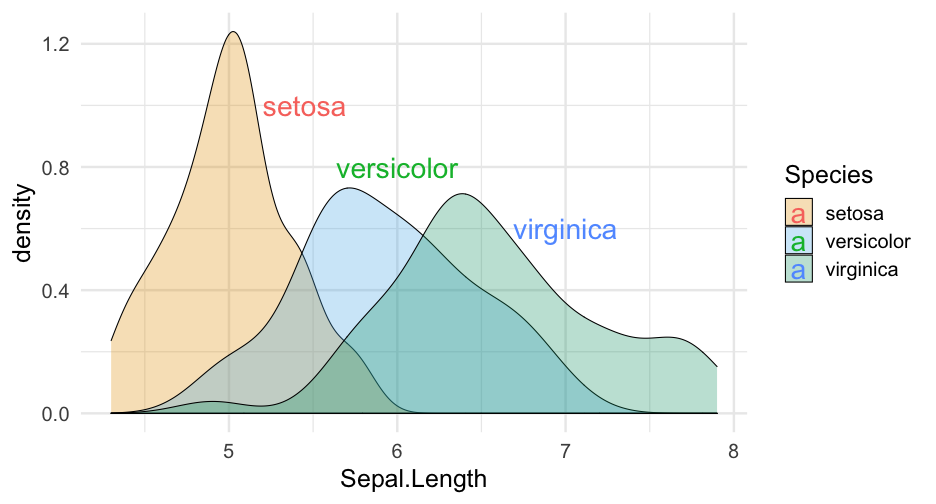 1.2
0.8
0.4
0.0
density
setosa
versicolor
virginica
5 6 7 8
Sepal.Length
Species
a setosa
a versicolor
a virginica